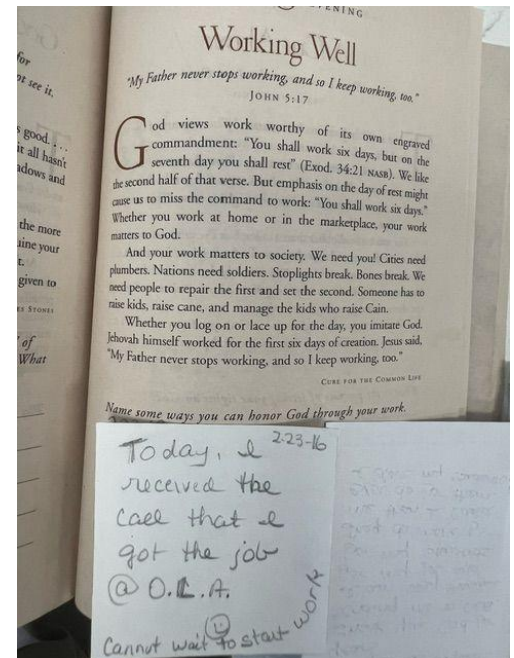 for
ot see it.
s good. . . .
it all hasn't
adows and
the more
t.
given to
ES STONES
of
What
EVENING
Working Well
"My Father never stops working, and so I keep working, too."
JOHN 5:17
God views work worthy of its own engraved
commandment: "You shall work six days, but on the
seventh day you shall rest" (Exod. 34:21 NASB). We like
the second half of that verse. But emphasis on the day of rest might
cause us to miss the command to work: "You shall work six days."
Whether you work at home or in the marketplace, your work
matters to God.
And your work matters to society. We need you! Cities need
plumbers. Nations need soldiers. Stoplights break. Bones break. We
need people to repair the first and set the second. Someone has to
raise kids, raise cane, and manage the kids who raise Cain.
Whether you log on or lace up for the day, you imitate God.
Jehovah himself worked for the first six days of creation. Jesus said,
"My Father never stops working, and so I keep working, too."
CURE FOR THE COMMON LIFE
Name some ways you can honor God through your work.
2-23-16
Today, I
received the
call that I
got the job
@ O.L.A.
Cannot wait to start work